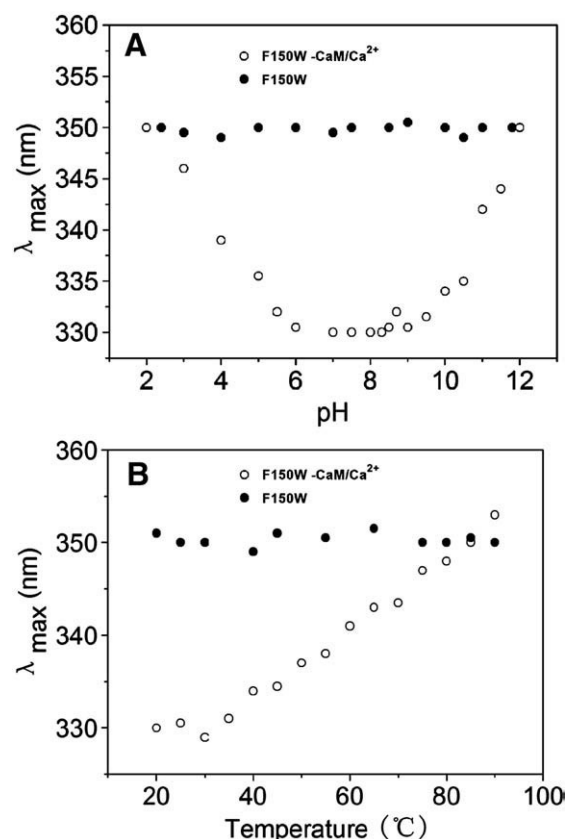 A
F150W -CaM/Ca²⁺
F150W
360
355
350
345
340
335
330
λ max (nm)
2 4 6 8 10 12
pH
B
F150W -CaM/Ca²⁺
F150W
360
350
340
330
λ max (nm)
20 40 60 80 100
Temperature (℃)